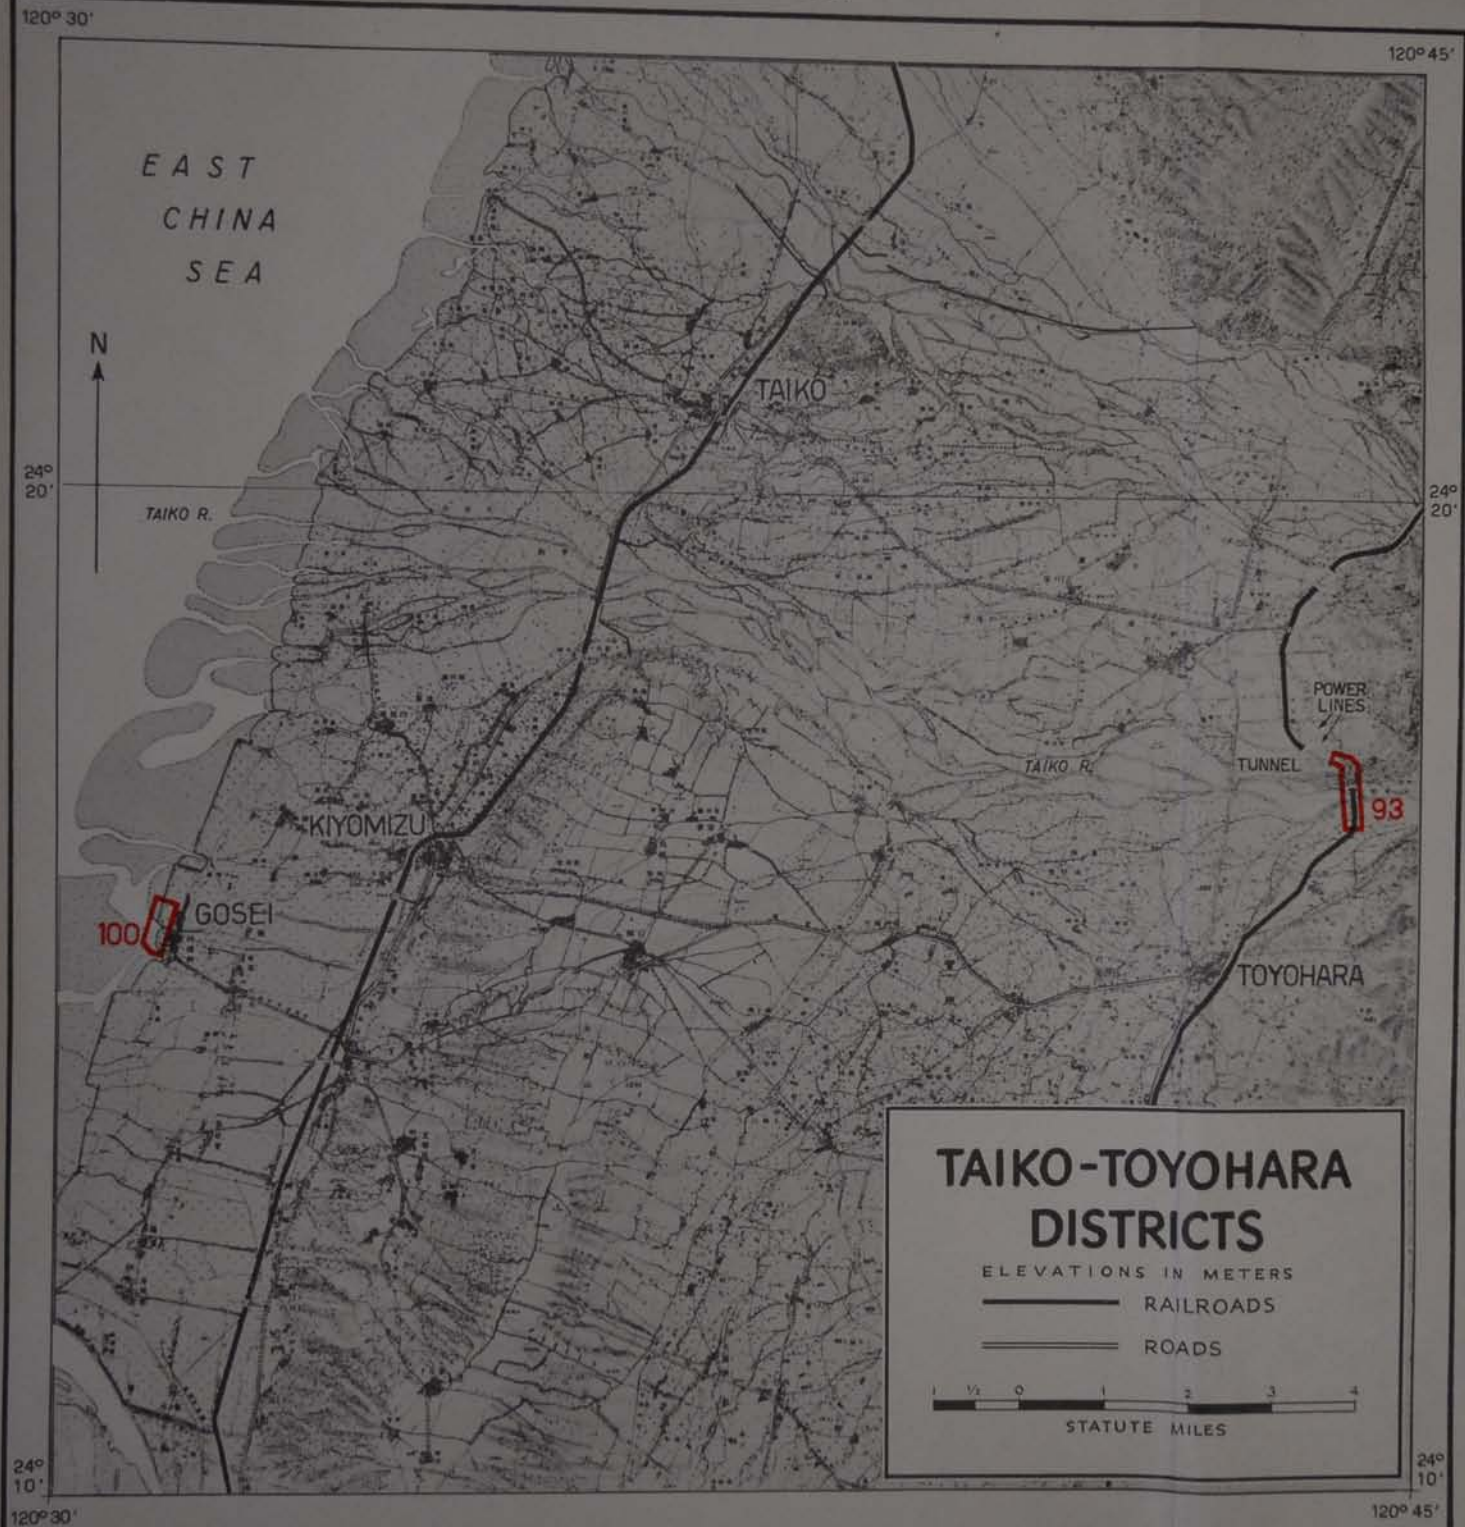 120° 30'
120° 45'
EAST
CHINA
SEA
N
TAIKO
24°
20'
24°
20'
TAIKO R.
POWER
LINES
TAIKO R.
TUNNEL
93
KIYOMIZU
GOSEI
100
TOYOHARA
TAIKO-TOYOHARA
DISTRICTS
ELEVATIONS IN METERS
RAILROADS
ROADS
1 ½ 0 1 2 3 4
STATUTE MILES
24°
10'
24°
10'
120° 30'
120° 45'